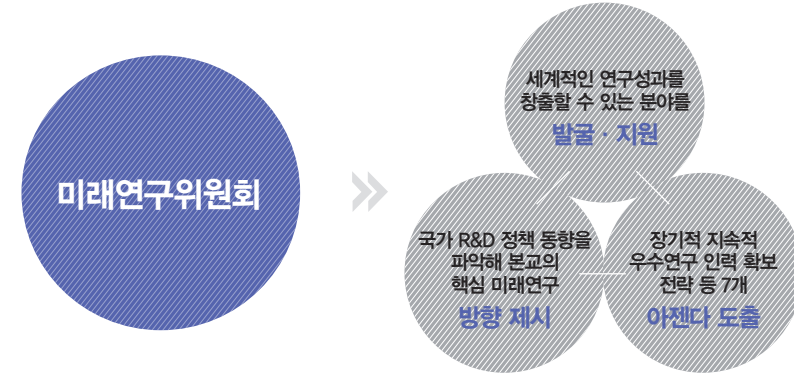 미래연구위원회
세계적인 연구성과를
창출할 수 있는 분야를
발굴 · 지원
국가 R&D 정책 동향을
파악해 본교의
핵심 미래연구
방향 제시
장기적 지속적
우수연구 인력 확보
전략 등 7개
아젠다 도출